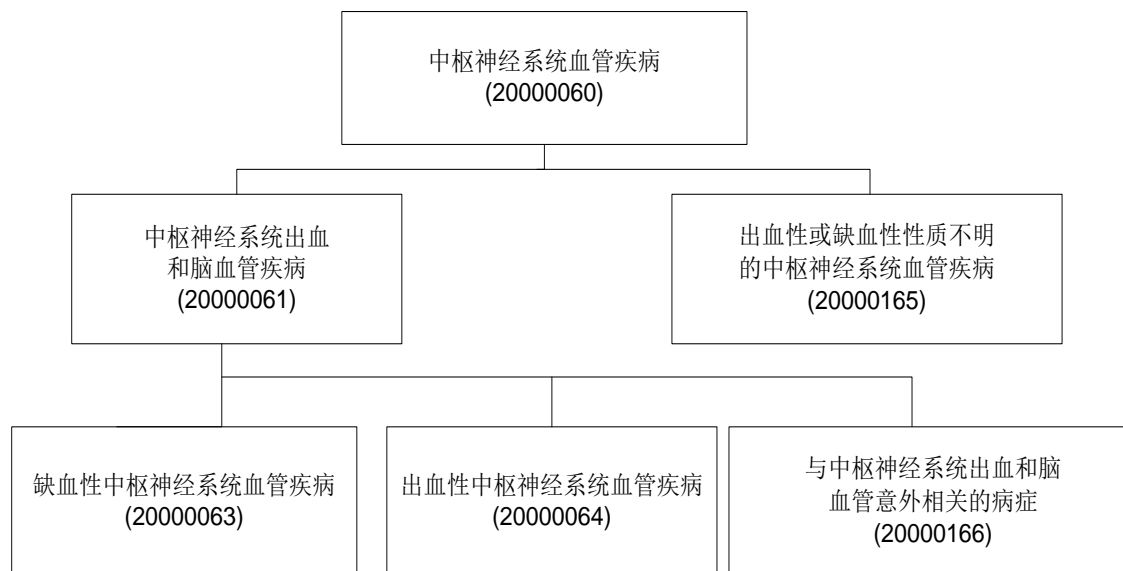 中枢神经系统血管疾病
(20000060)
中枢神经系统出血
和脑血管疾病
(20000061)
出血性或缺血性性质不明
的中枢神经系统血管疾病
(20000165)
缺血性中枢神经系统血管疾病
(20000063)
出血性中枢神经系统血管疾病
(20000064)
与中枢神经系统出血和脑
血管意外相关的病症
(20000166)